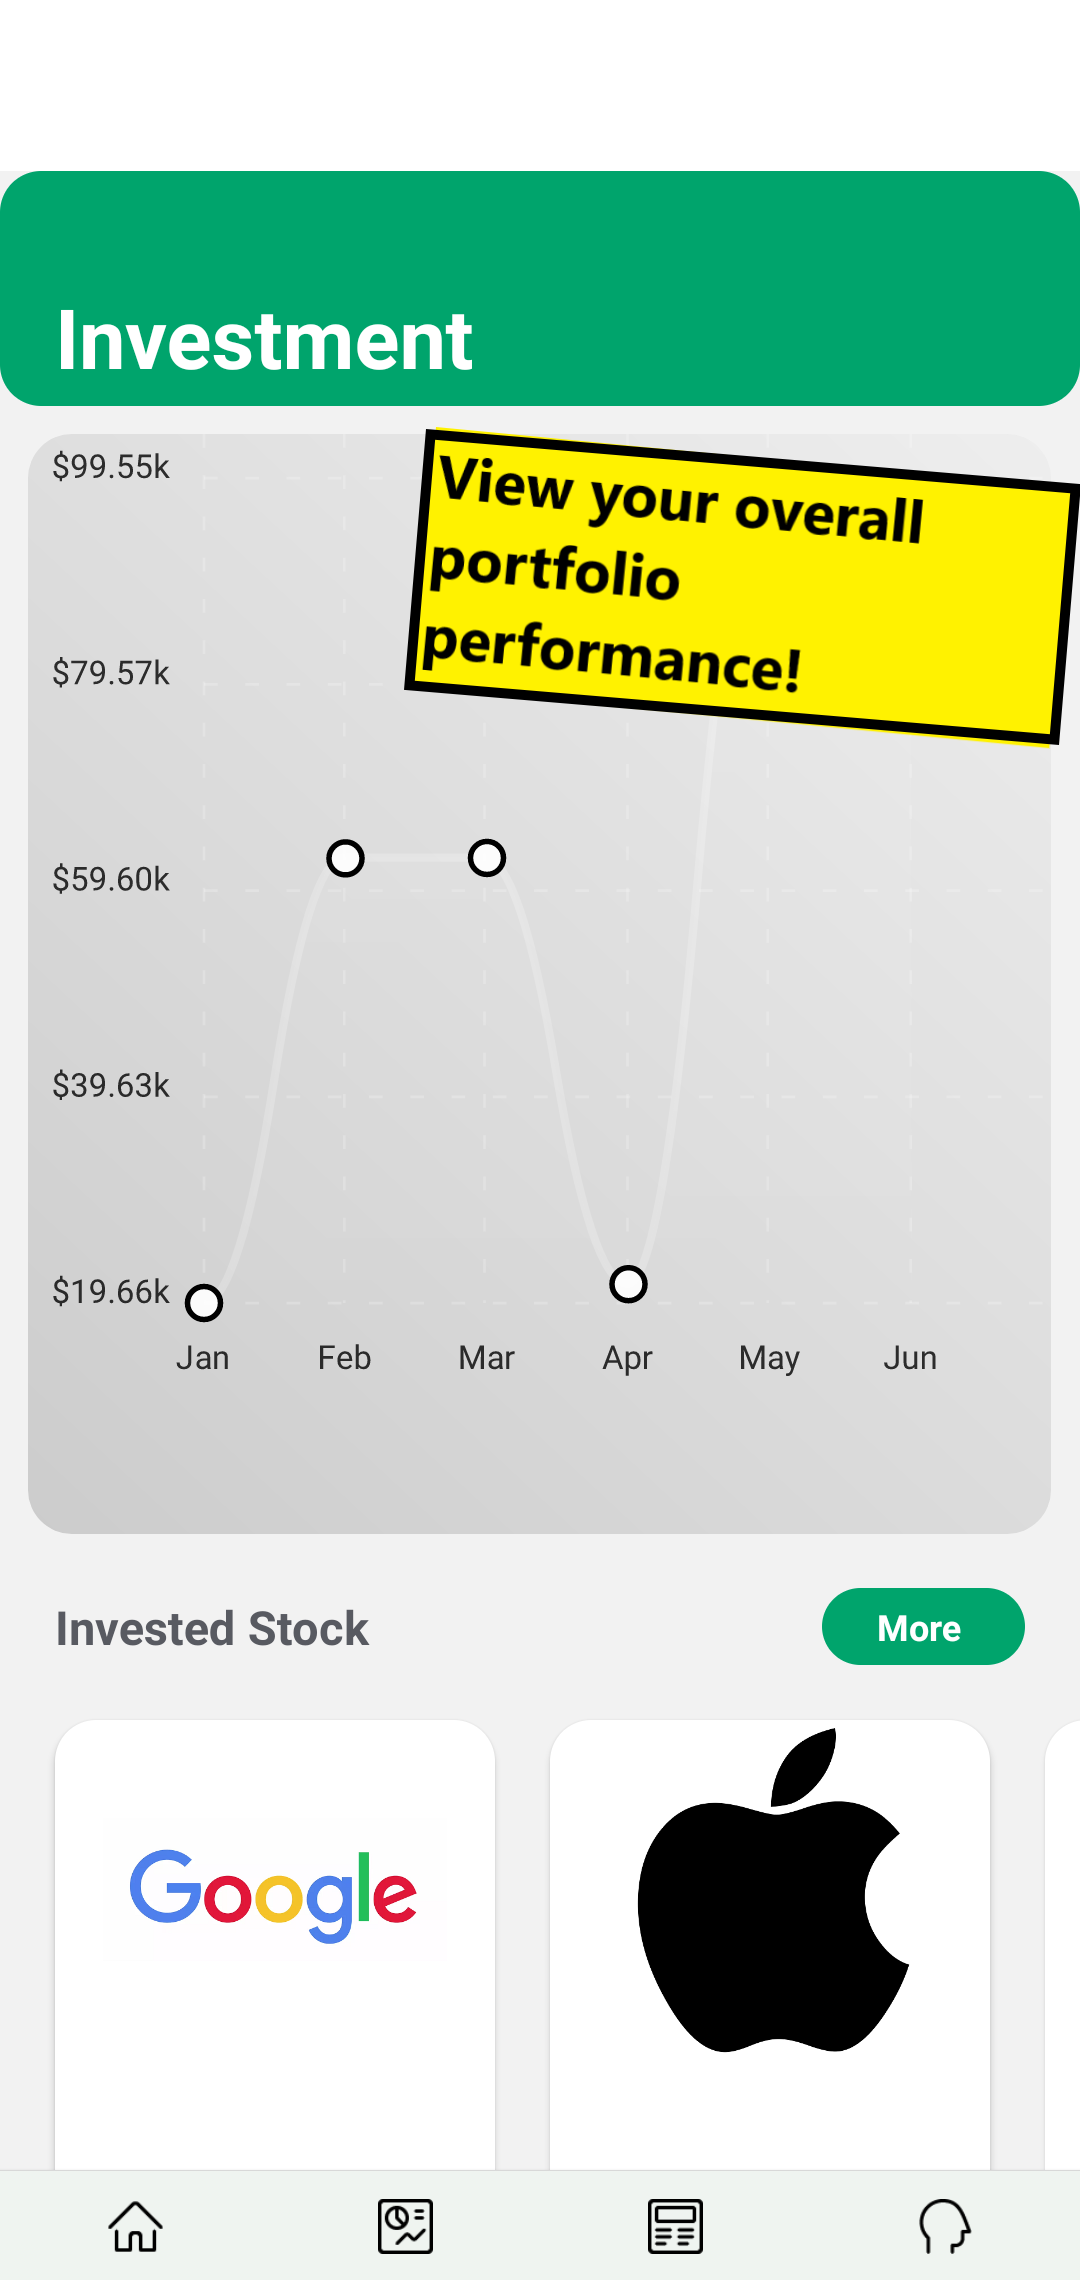 Investment
$99.55k
View your overall
portfolio
performance!
$79.57k
$59.60k
$39.63k
$19.66k
Jan Feb Mar Apr May Jun
Invested Stock
More
Google